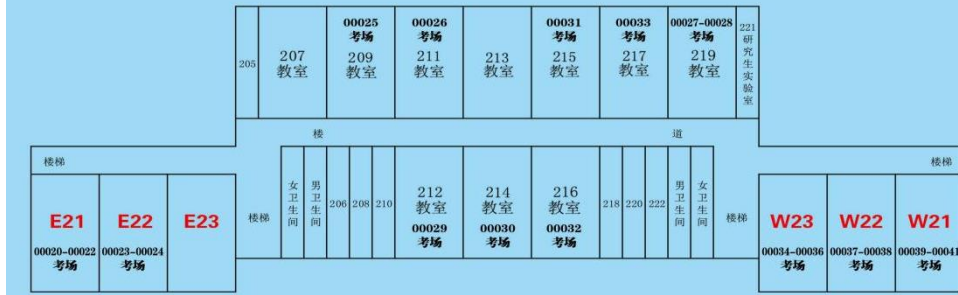 205
207
教室
00025
考场
209
教室
00026
考场
211
教室
213
教室
00031
考场
215
教室
00033
考场
217
教室
00027-00028
考场
219
教室
221
研
究
生
实
验
室
楼
道
楼梯
楼梯
E21
00020-00022
考场
E22
00023-00024
考场
E23
楼梯
女
卫
生
间
男
卫
生
间
206
208
210
212
教室
00029
考场
214
教室
00030
考场
216
教室
00032
考场
218
220
222
男
卫
生
间
女
卫
生
间
楼梯
W23
00034-00036
考场
W22
00037-00038
考场
W21
00039-00041
考场